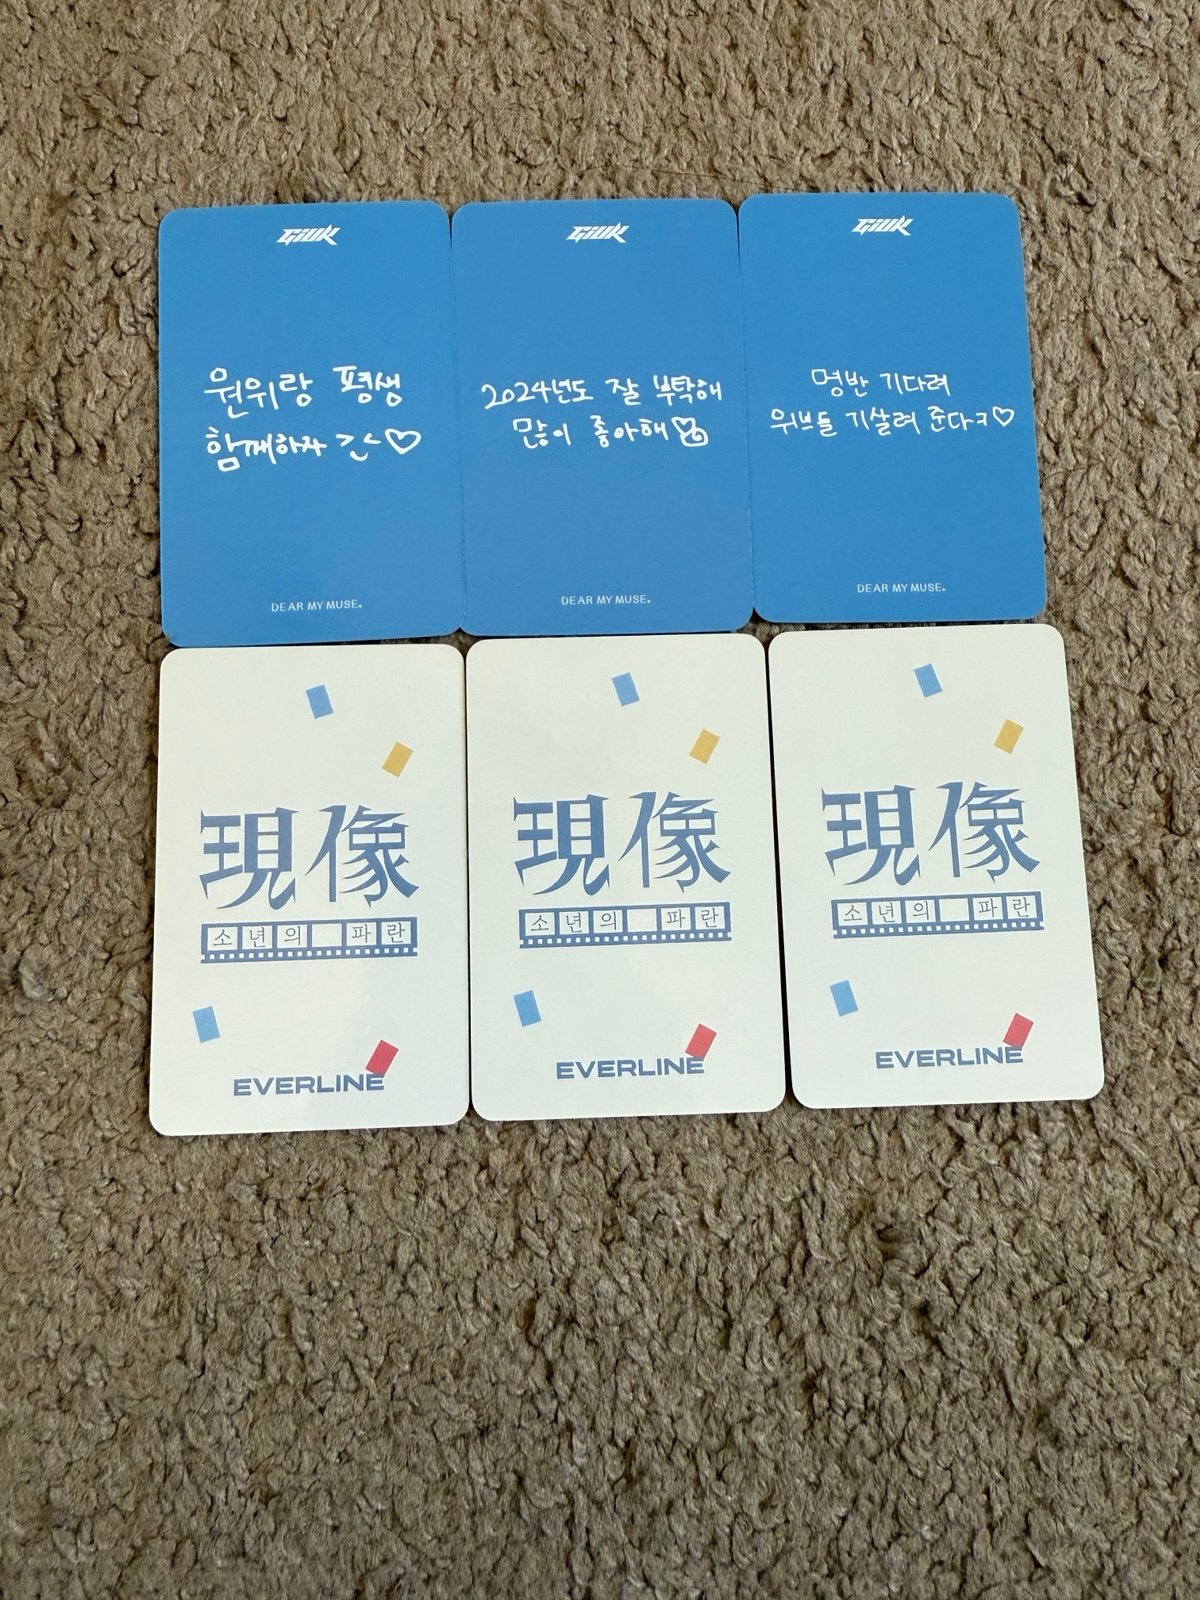 GIUK
원위랑 평생
함께하자 ㄱㄴ♡
DEAR MY MUSE.
GIUK
2024년도 잘 부탁해
많이 좋아해
DEAR MY MUSE.
GIUK
명반 기다려
위브들 기살려 준다ㅋ♡
DEAR MY MUSE.
現像
소년의 파란
EVERLINE
現像
소년의 파란
EVERLINE
現像
소년의 파란
EVERLINE